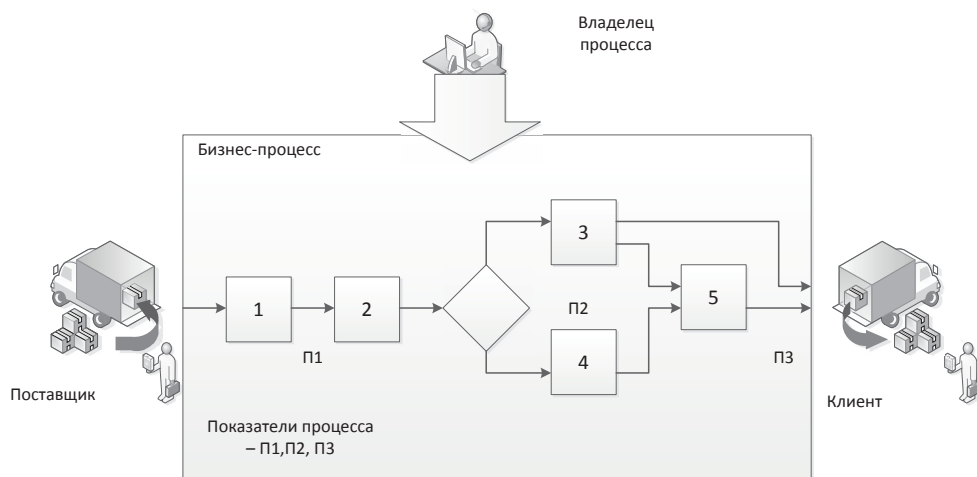 Владелец
процесса
Бизнес-процесс
3
1
2
П2
5
П1
4
П3
Поставщик
Клиент
Показатели процесса
– П1,П2, П3